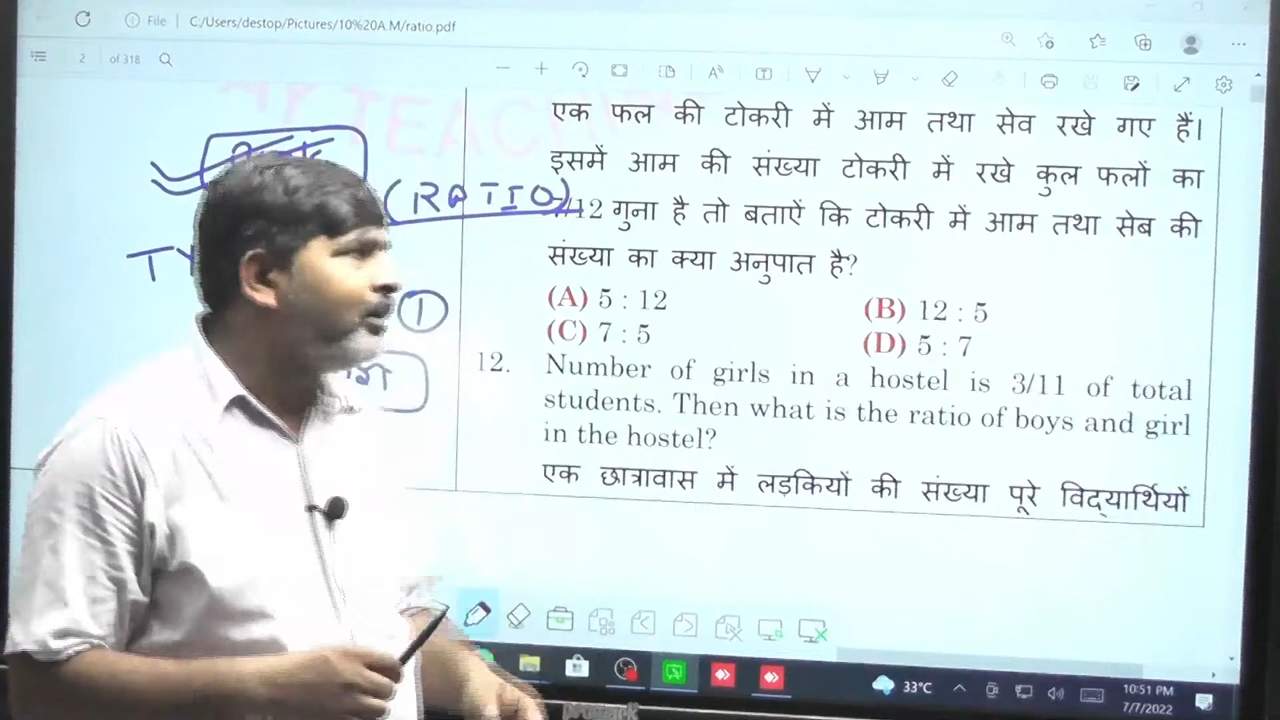 File
C:/Users/destop/Pictures/10%20A.M/ratio.pdf
2 of 318
(RATIO)
TY
1
एक फल की टोकरी में आम तथा सेव रखे गए हैं।
इसमें आम की संख्या टोकरी में रखे कुल फलों का
/12 गुना है तो बताऐं कि टोकरी में आम तथा सेब की
संख्या का क्या अनुपात है?
(A) 5 : 12 (B) 12 : 5
(C) 7 : 5 (D) 5 : 7
12. Number of girls in a hostel is 3/11 of total
students. Then what is the ratio of boys and girl
in the hostel?
एक छात्रावास में लड़कियों की संख्या पूरे विद्यार्थियों
33°C
10:51 PM
7/7/2022